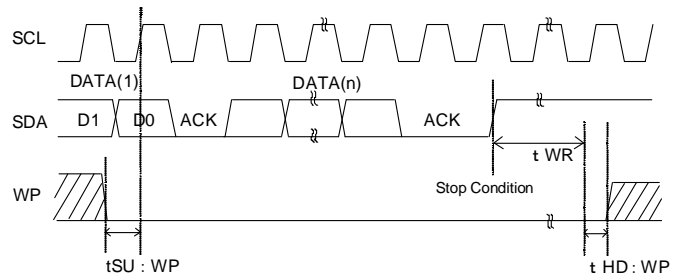 SCL
DATA(1)
DATA(n)
SDA
D1
D0
ACK
ACK
t WR
Stop Condition
WP
tSU : WP
t HD : WP